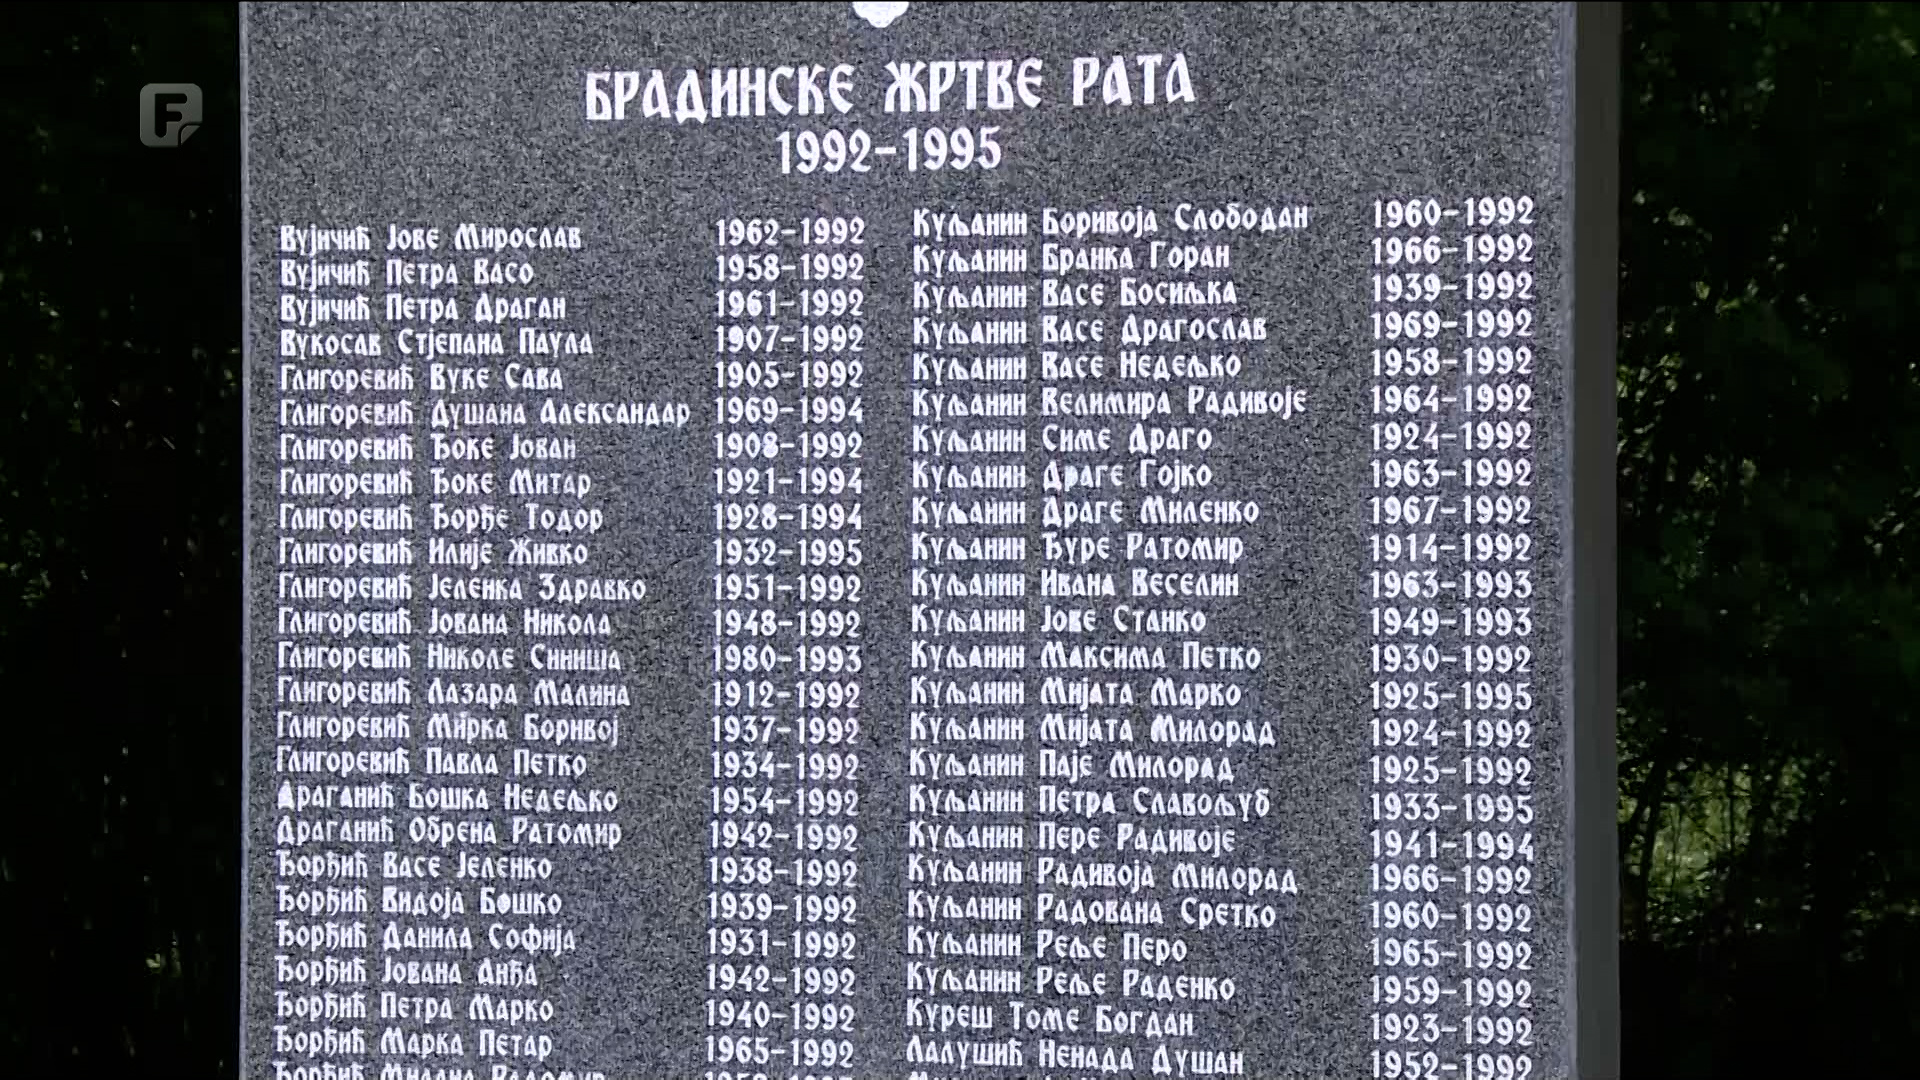 БРАДИНСКЕ ЖРТВЕ РАТА
1992-1995
Вујичић Јове Мирослав 1962-1992
Вујичић Петра Васо 1958-1992
Вујичић Петра Драган 1961-1992
Вукосав Стјепана Паула 1907-1992
Глигоревић Вуке Сава 1905-1992
Глигоревић Душана Александар 1969-1994
Глигоревић Ђоке Јован 1908-1992
Глигоревић Ђоке Митар 1921-1994
Глигоревић Ђорђе Тодор 1928-1994
Глигоревић Илије Живко 1932-1995
Глигоревић Јеленка Здравко 1951-1992
Глигоревић Јована Никола 1948-1992
Глигоревић Николе Синиша 1980-1993
Глигоревић Лазара Малина 1912-1992
Глигоревић Мирка Боривој 1937-1992
Глигоревић Павла Петко 1934-1992
Драганић Бошка Недељко 1954-1992
Драганић Обрена Ратомир 1942-1992
Ђорђић Васе Јеленко 1938-1992
Ђорђић Видоја Бошко 1939-1992
Ђорђић Данила Софија 1931-1992
Ђорђић Јована Анђа 1942-1992
Ђорђић Петра Марко 1940-1992
Ђорђић Марка Петар 1965-1992
Ђорђић Милана
Куљанин Боривоја Слободан 1960-1992
Куљанин Бранка Горан 1966-1992
Куљанин Васе Босиљка 1939-1992
Куљанин Васе Драгослав 1969-1992
Куљанин Васе Недељко 1958-1992
Куљанин Велимира Радивоје 1964-1992
Куљанин Симе Драго 1924-1992
Куљанин Драге Гојко 1963-1992
Куљанин Драге Миленко 1967-1992
Куљанин Ђуре Ратомир 1914-1992
Куљанин Ивана Веселин 1963-1993
Куљанин Јове Станко 1949-1993
Куљанин Максима Петко 1930-1992
Куљанин Мијата Марко 1925-1995
Куљанин Мијата Милорад 1924-1992
Куљанин Паје Милорад 1925-1992
Куљанин Петра Славољуб 1933-1995
Куљанин Пере Радивоје 1941-1994
Куљанин Радивоја Милорад 1966-1992
Куљанин Радована Сретко 1960-1992
Куљанин Реље Перо 1965-1992
Куљанин Реље Раденко 1959-1992
Куреш Томе Богдан 1923-1992
Лалушић Ненада Душан 1952-1992
F